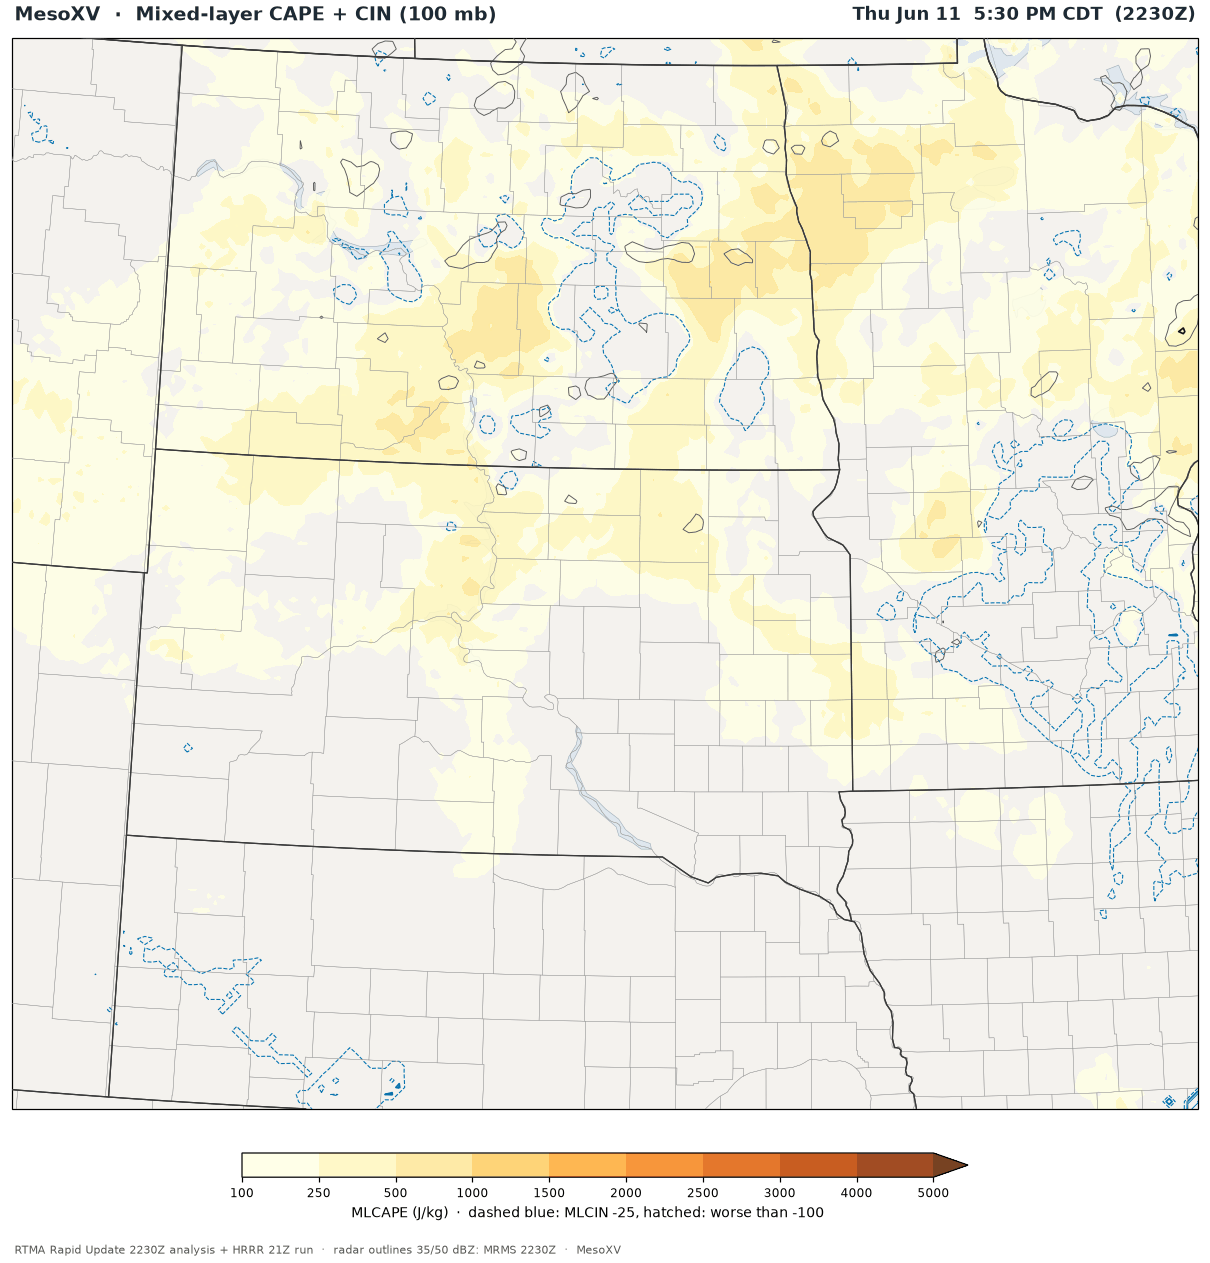 MesoXV · Mixed-layer CAPE + CIN (100 mb)
Thu Jun 11 5:30 PM CDT (2230Z)
100 250 500 1000 1500 2000 2500 3000 4000 5000
MLCAPE (J/kg) · dashed blue: MLCIN -25, hatched: worse than -100
RTMA Rapid Update 2230Z analysis + HRRR 21Z run · radar outlines 35/50 dBZ: MRMS 2230Z · MesoXV